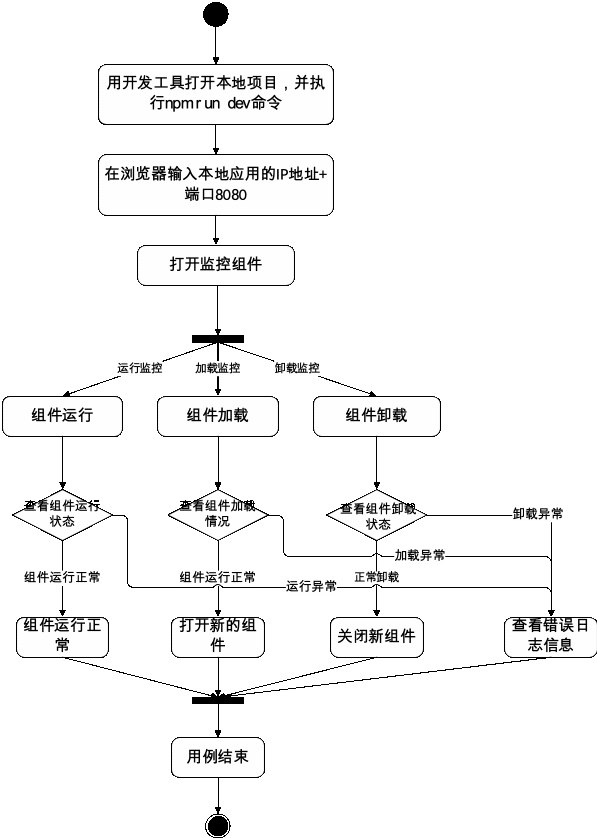 用开发工具打开本地项目，并执
行npm run dev命令
在浏览器输入本地应用的IP地址+
端口8080
打开监控组件
运行监控
加载监控
卸载监控
组件运行
组件加载
组件卸载
查看组件运行
状态
查看组件加载
情况
查看组件卸载
状态
卸载异常
加载异常
组件运行正常
组件运行正常
运行异常
正常卸载
组件运行正
常
打开新的组
件
关闭新组件
查看错误日
志信息
用例结束